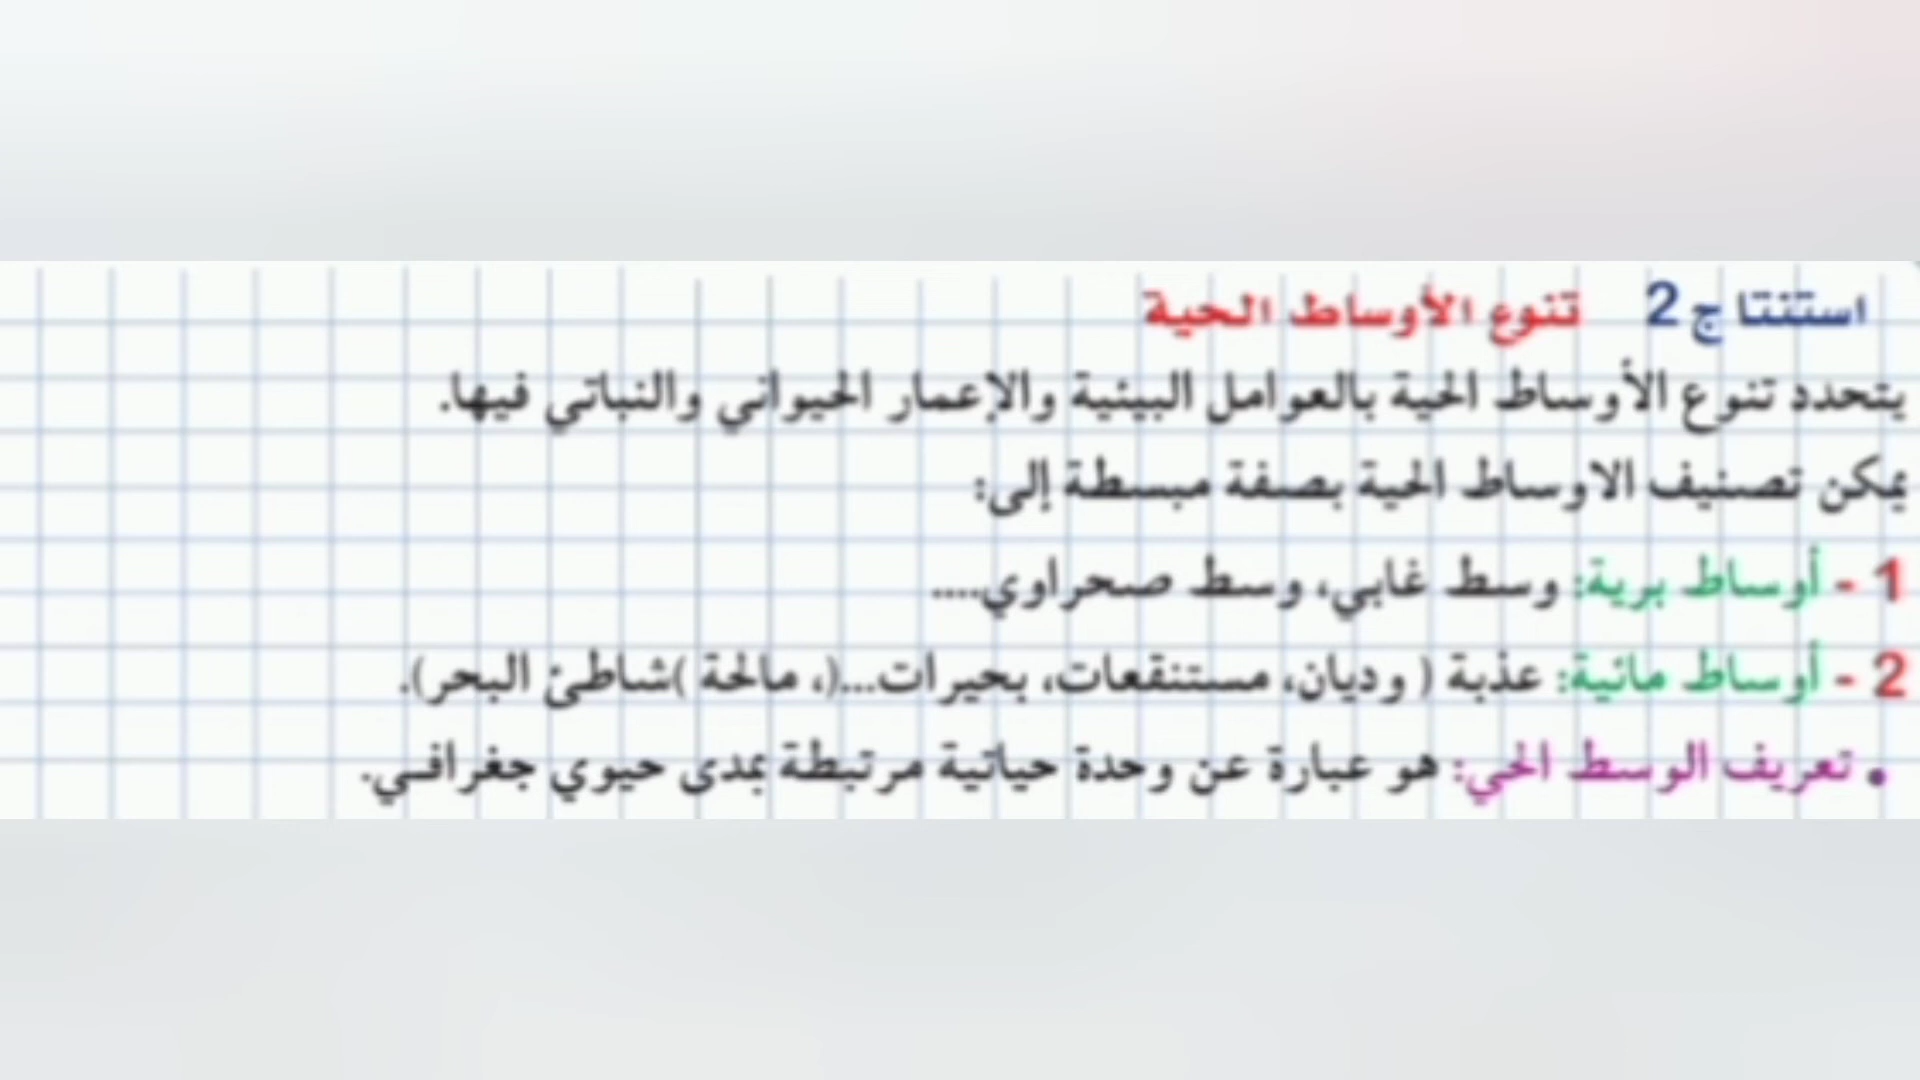 استنتا ج 2 تنوع الأوساط الحية
يتحدد تنوع الأوساط الحية بالعوامل البيئية والإعمار الحيواني والنباتي فيها.
يمكن تصنيف الاوساط الحية بصفة مبسطة إلى:
1 - أوساط برية: وسط غابي، وسط صحراوي....
2 - أوساط مائية: عذبة ( وديان، مستنقعات، بحيرات...(، مالحة )شاطئ البحر).
• تعريف الوسط الحي: هو عبارة عن وحدة حياتية مرتبطة بمدى حيوي جغرافي.